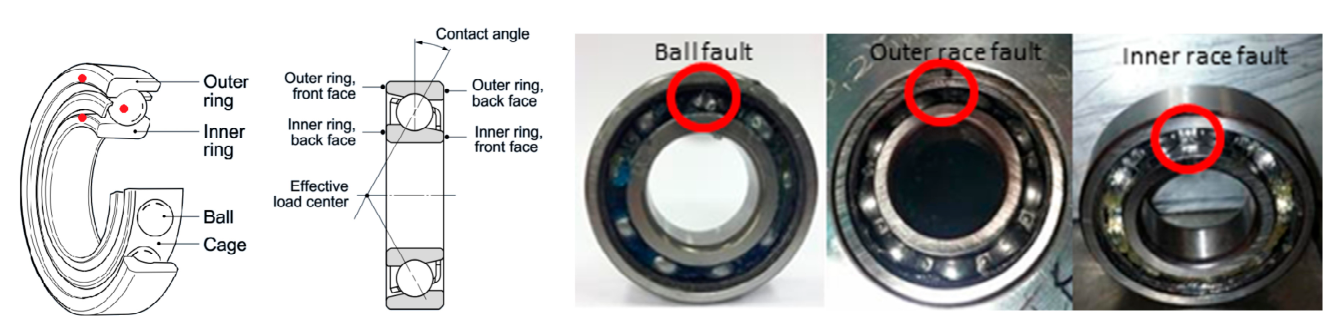 Outer
ring
Inner
ring
Ball
Cage
Contact angle
Outer ring,
front face
Outer ring,
back face
Inner ring,
back face
Inner ring,
front face
Effective
load center
Ball fault
Outer race fault
Inner race fault